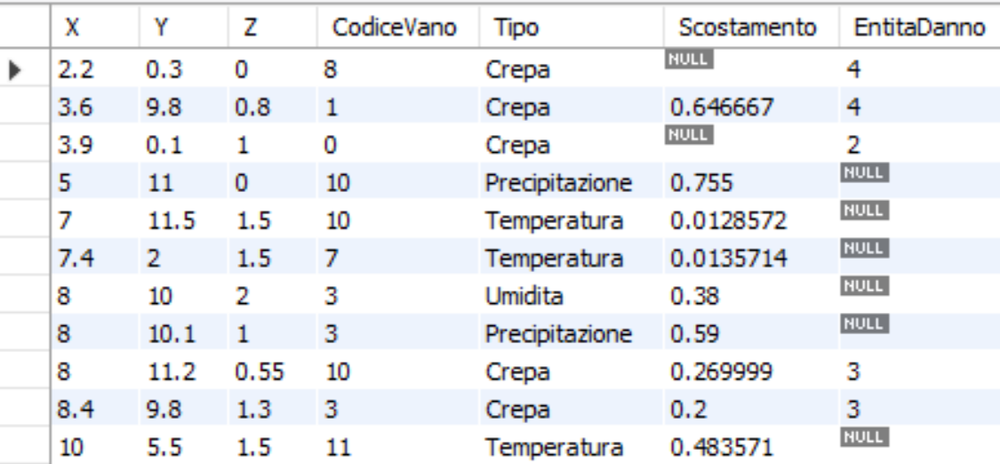 X Y Z CodiceVano Tipo Scostamento EntitaDanno
2.2 0.3 0 8 Crepa NULL 4
3.6 9.8 0.8 1 Crepa 0.646667 4
3.9 0.1 1 0 Crepa NULL 2
5 11 0 10 Precipitazione 0.755 NULL
7 11.5 1.5 10 Temperatura 0.0128572 NULL
7.4 2 1.5 7 Temperatura 0.0135714 NULL
8 10 2 3 Umidita 0.38 NULL
8 10.1 1 3 Precipitazione 0.59 NULL
8 11.2 0.55 10 Crepa 0.269999 3
8.4 9.8 1.3 3 Crepa 0.2 3
10 5.5 1.5 11 Temperatura 0.483571 NULL